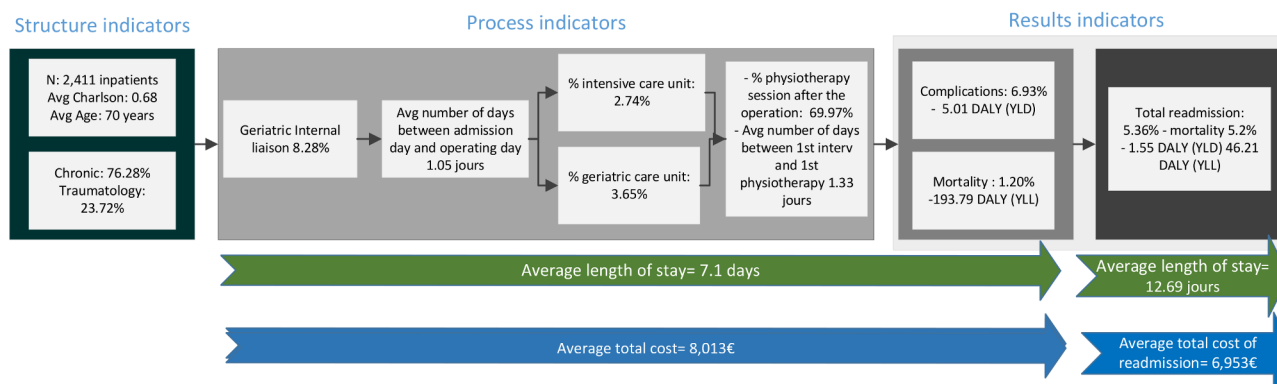 Structure indicators
Process indicators
Results indicators
N: 2,411 inpatients
Avg Charlson: 0.68
Avg Age: 70 years
Chronic: 76.28%
Traumatology:
23.72%
Geriatric Internal
liaison 8.28%
Avg number of days
between admission
day and operating day
1.05 jours
% intensive care unit:
2.74%
% geriatric care unit:
3.65%
- % physiotherapy
session after the
operation: 69.97%
- Avg number of days
between 1st interv
and 1st
physiotherapy 1.33
jours
Complications: 6.93%
- 5.01 DALY (YLD)
Mortality : 1.20%
-193.79 DALY (YLL)
Total readmission:
5.36% - mortality 5.2%
- 1.55 DALY (YLD) 46.21
DALY (YLL)
Average length of stay= 7.1 days
Average length of stay=
12.69 jours
Average total cost= 8,013€
Average total cost of
readmission= 6,953€